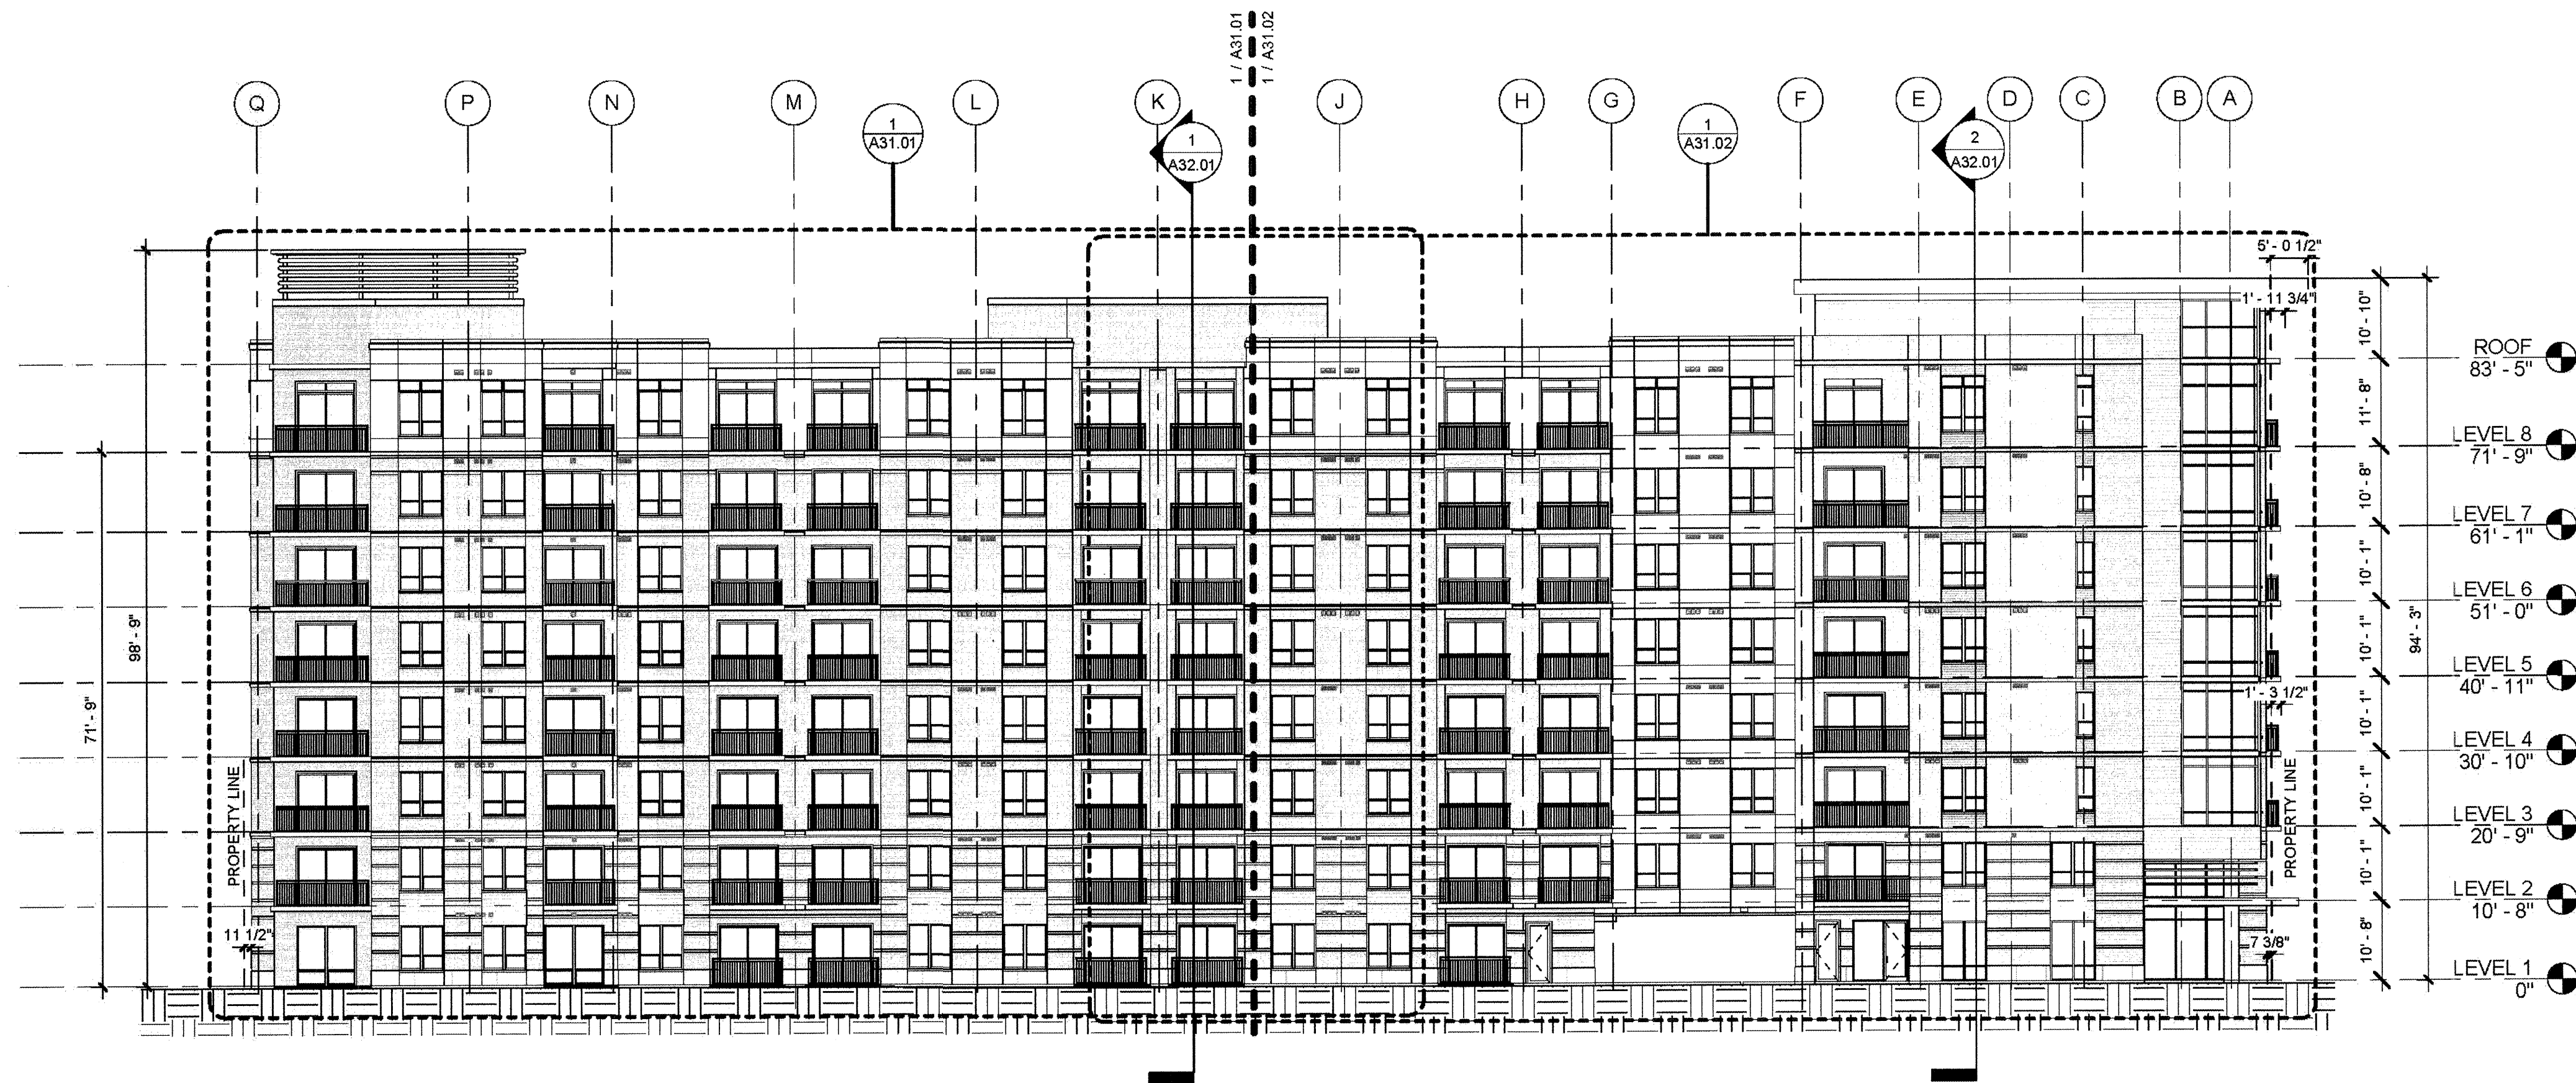 1 / A31.01
1 / A31.02
Q
P
N
M
L
K
J
H
G
F
E
D
C
B
A
1
A31.01
1
A32.01
1
A31.02
2
A32.01
5' - 0 1/2"
1' - 11 3/4"
10' - 10"
ROOF
83' - 5"
11' - 8"
LEVEL 8
71' - 9"
10' - 8"
LEVEL 7
61' - 1"
10' - 1"
LEVEL 6
51' - 0"
10' - 1"
LEVEL 5
40' - 11"
1' - 3 1/2"
10' - 1"
LEVEL 4
30' - 10"
10' - 1"
LEVEL 3
20' - 9"
10' - 1"
LEVEL 2
10' - 8"
10' - 8"
LEVEL 1
0"
94' - 3"
98' - 9"
71' - 9"
PROPERTY LINE
11 1/2"
PROPERTY LINE
7 3/8"